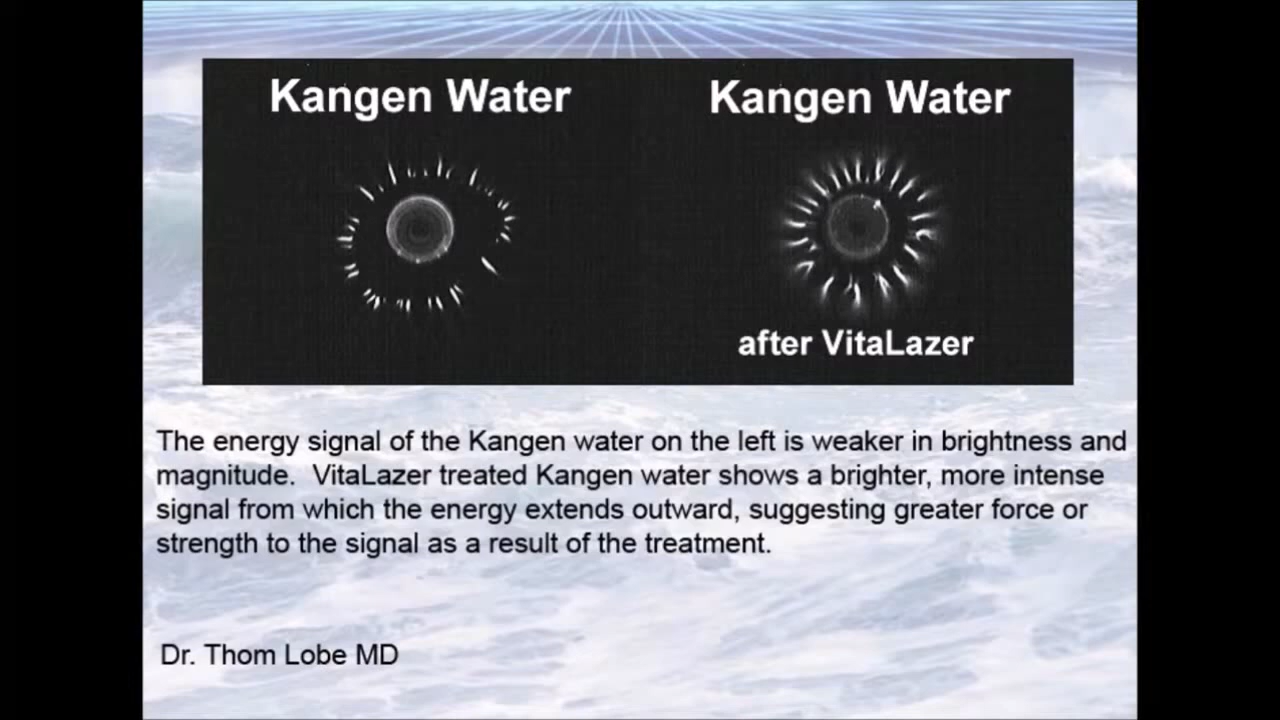 Kangen Water
Kangen Water
after VitaLazer
The energy signal of the Kangen water on the left is weaker in brightness and
magnitude.  VitaLazer treated Kangen water shows a brighter, more intense
signal from which the energy extends outward, suggesting greater force or
strength to the signal as a result of the treatment.
Dr. Thom Lobe MD